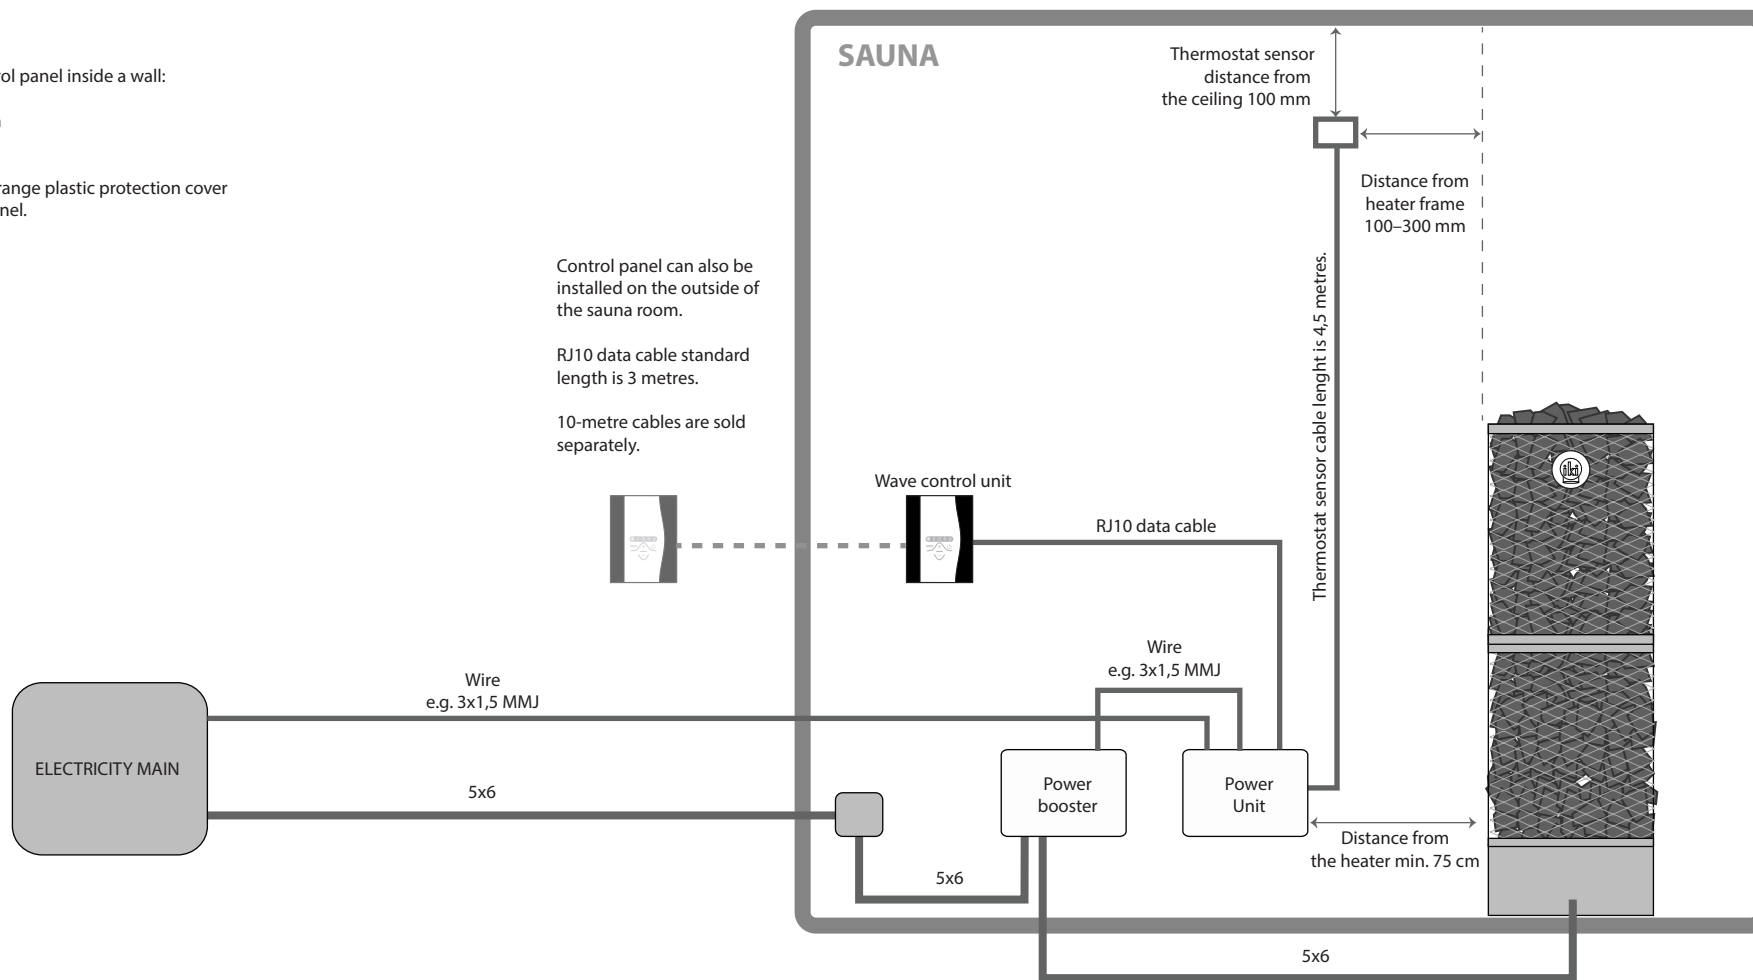 ol panel inside a wall:
range plastic protection cover
nel.
SAUNA
Thermostat sensor
distance from
the ceiling 100 mm
Distance from
heater frame
100–300 mm
Thermostat sensor cable lenght is 4,5 metres.
Control panel can also be
installed on the outside of
the sauna room.
RJ10 data cable standard
length is 3 metres.
10-metre cables are sold
separately.
Wave control unit
RJ10 data cable
iki
Wire
e.g. 3x1,5 MMJ
Wire
e.g. 3x1,5 MMJ
ELECTRICITY MAIN
5x6
Power
booster
Power
Unit
Distance from
the heater min. 75 cm
5x6
5x6